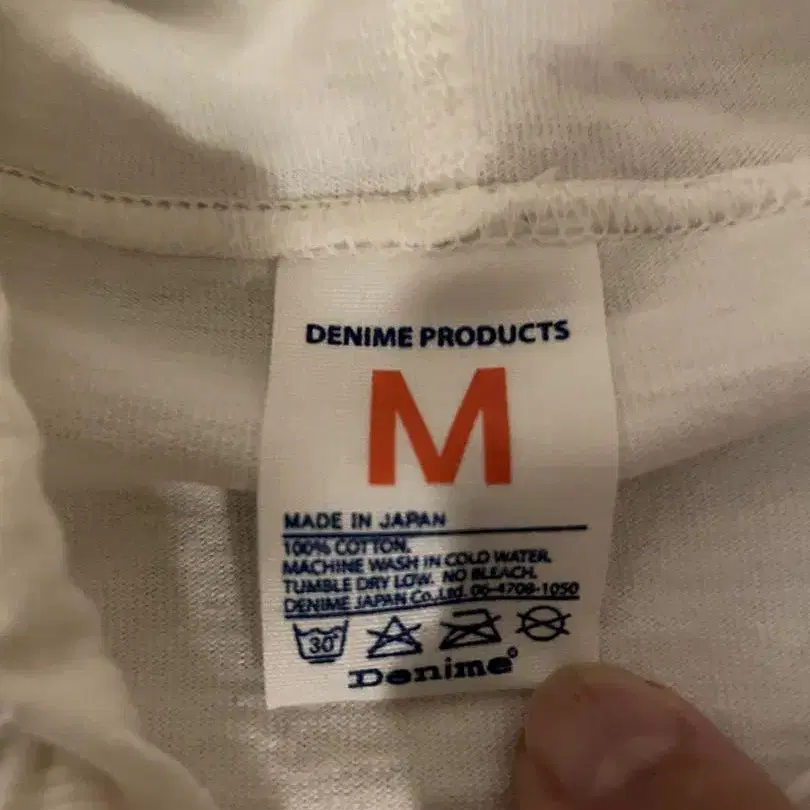 DENIME PRODUCTS
M
MADE IN JAPAN
100% COTTON.
MACHINE WASH IN COLD WATER.
TUMBLE DRY LOW. NO BLEACH.
DENIME JAPAN Co.,Ltd. 06-4709-1050
30
Denime